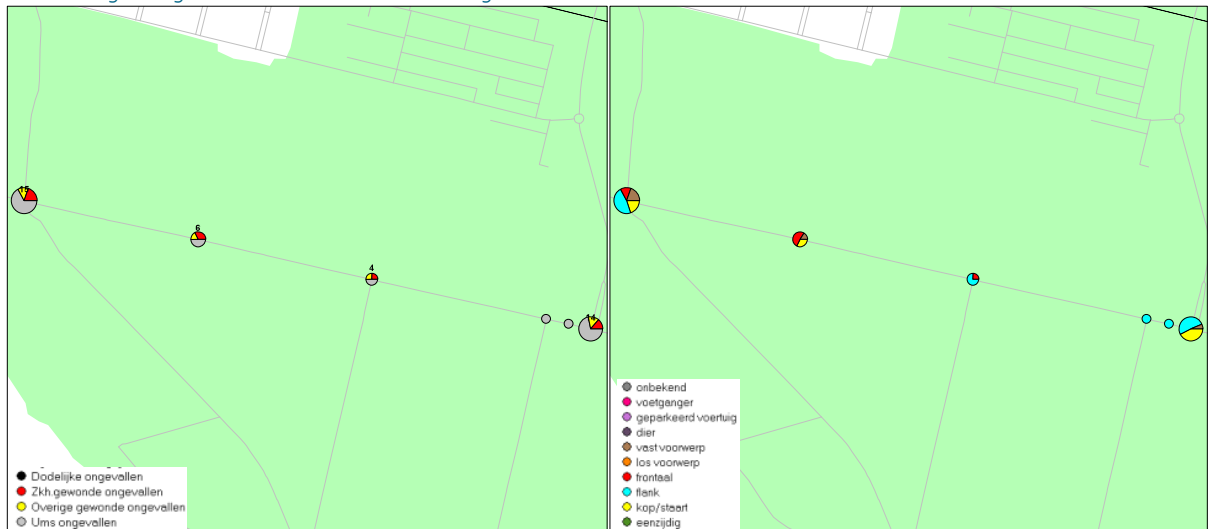 15
6
4
14
Dodelijke ongevallen
Zkh.gewonde ongevallen
Overige gewonde ongevallen
Ums ongevallen
onbekend
voetganger
geparkeerd voertuig
dier
vast voorwerp
los voorwerp
frontaal
flank
kop/staart
eenzijdig